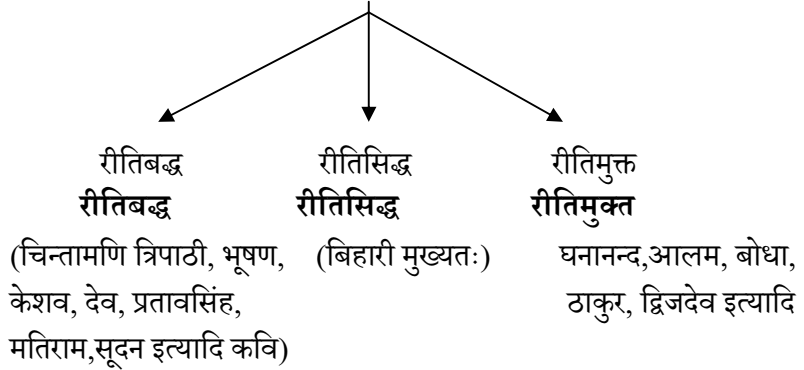 रीतिबद्ध रीतिसिद्ध रीतिमुक्त
रीतिबद्ध रीतिसिद्ध रीतिमुक्त
(चिन्तामणि त्रिपाठी, भूषण, (बिहारी मुख्यतः) घनानन्द,आलम, बोधा,
केशव, देव, प्रतावसिंह, ठाकुर, द्विजदेव इत्यादि
मतिराम,सूदन इत्यादि कवि)